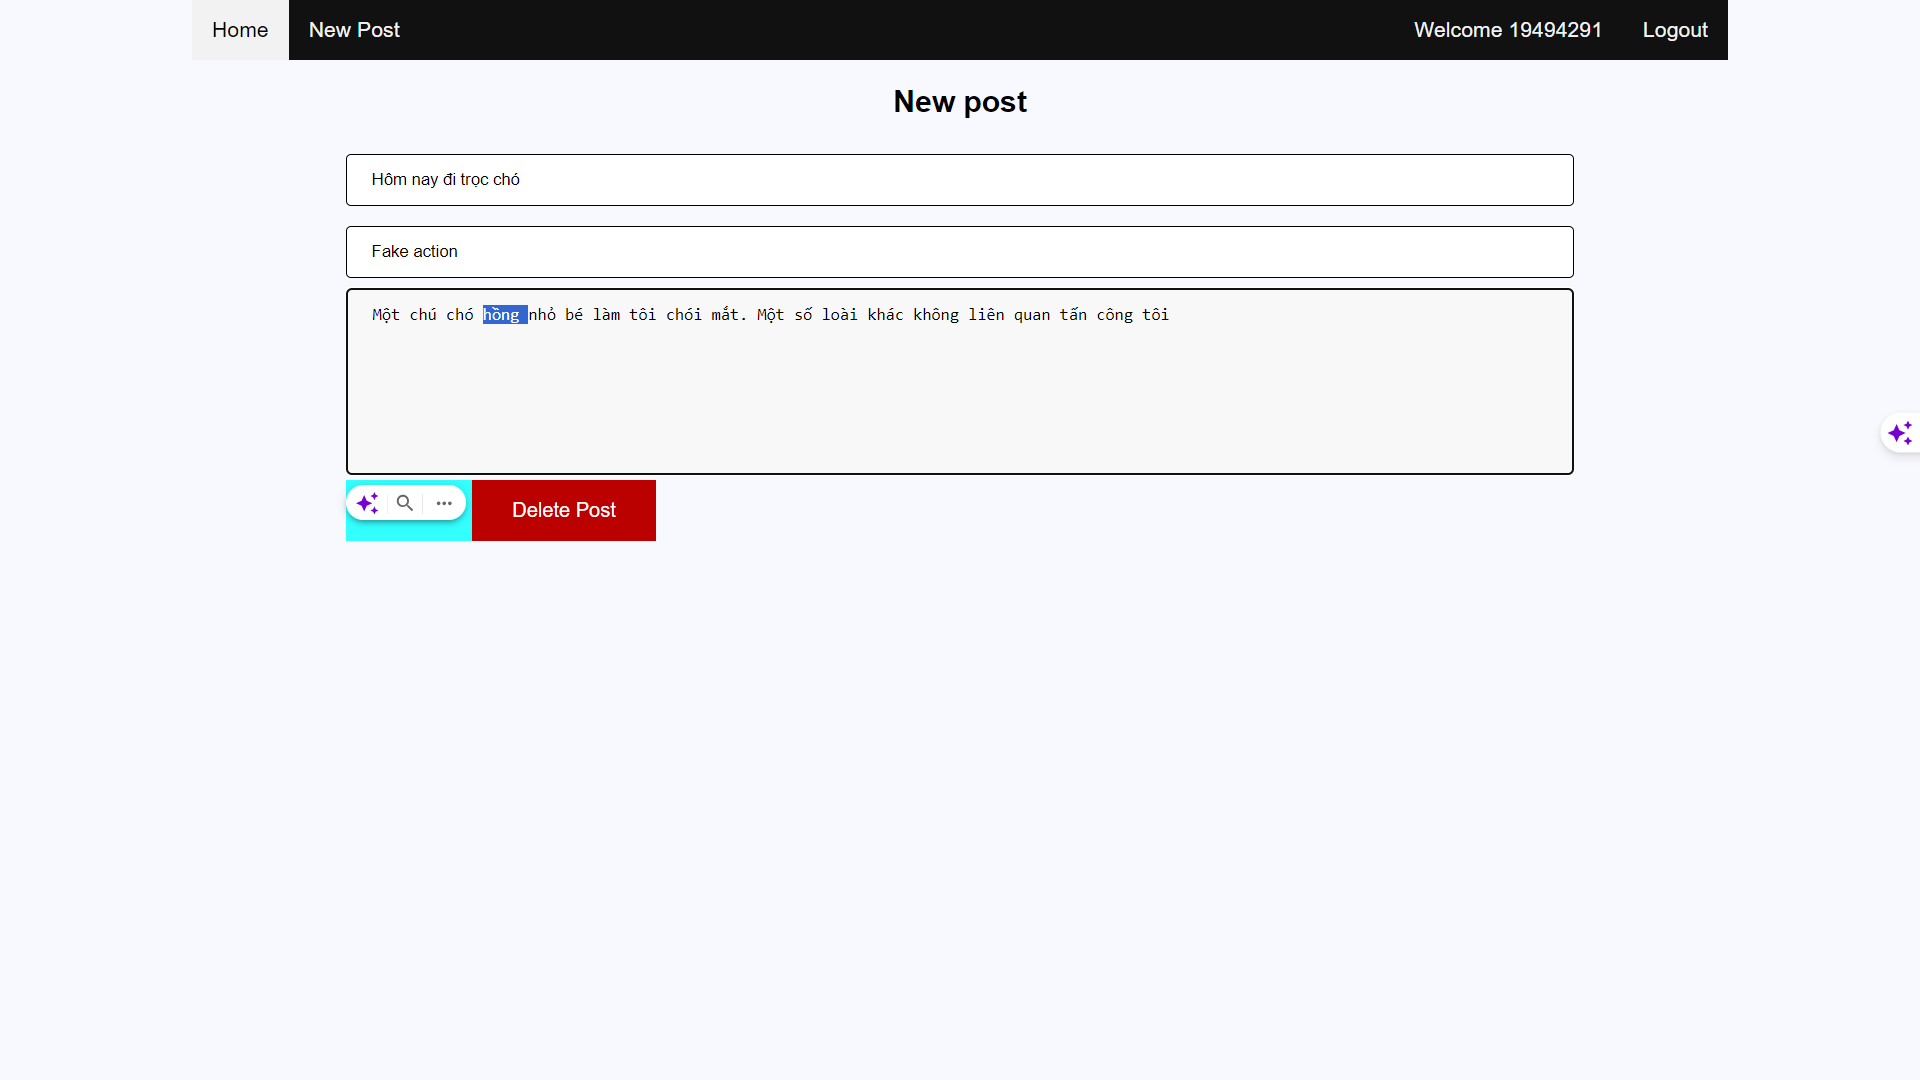 Home New Post Welcome 19494291 Logout
New post
Hôm nay đi trọc chó
Fake action
Một chú chó hồng nhỏ bé làm tôi chói mắt. Một số loài khác không liên quan tấn công tôi
Delete Post